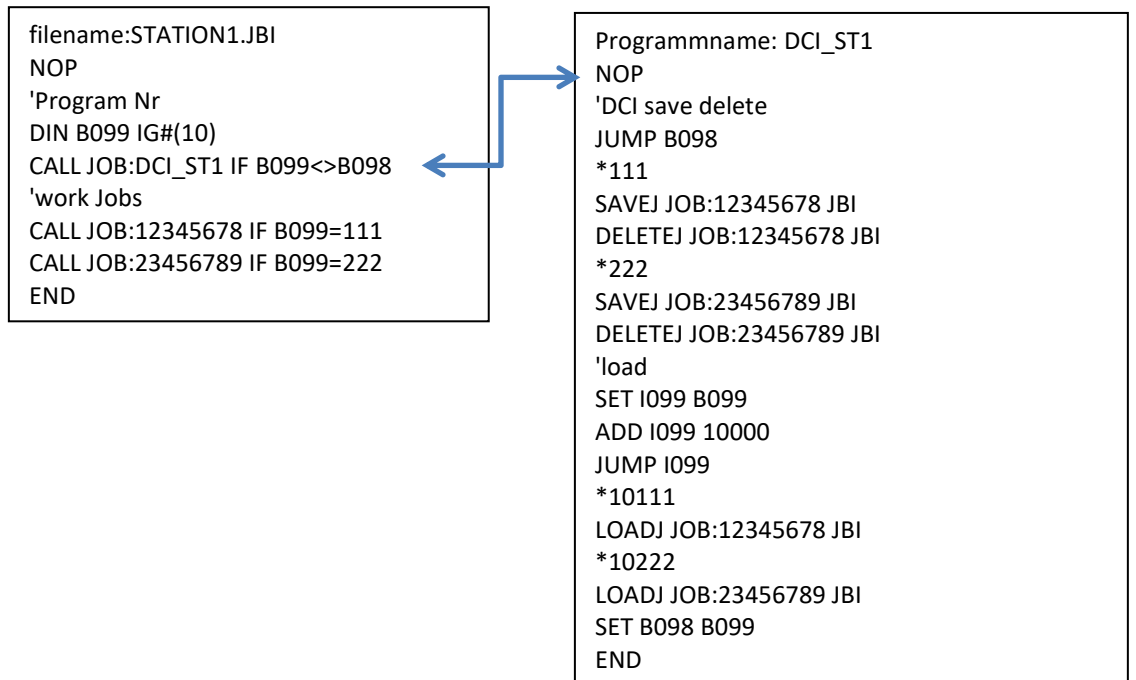 filename:STATION1.JBI
NOP
'Program Nr
DIN B099 IG#(10)
CALL JOB:DCI_ST1 IF B099<>B098
'work Jobs
CALL JOB:12345678 IF B099=111
CALL JOB:23456789 IF B099=222
END
Programmname: DCI_ST1
NOP
'DCI save delete
JUMP B098
*111
SAVEJ JOB:12345678 JBI
DELETEJ JOB:12345678 JBI
*222
SAVEJ JOB:23456789 JBI
DELETEJ JOB:23456789 JBI
'load
SET I099 B099
ADD I099 10000
JUMP I099
*10111
LOADJ JOB:12345678 JBI
*10222
LOADJ JOB:23456789 JBI
SET B098 B099
END